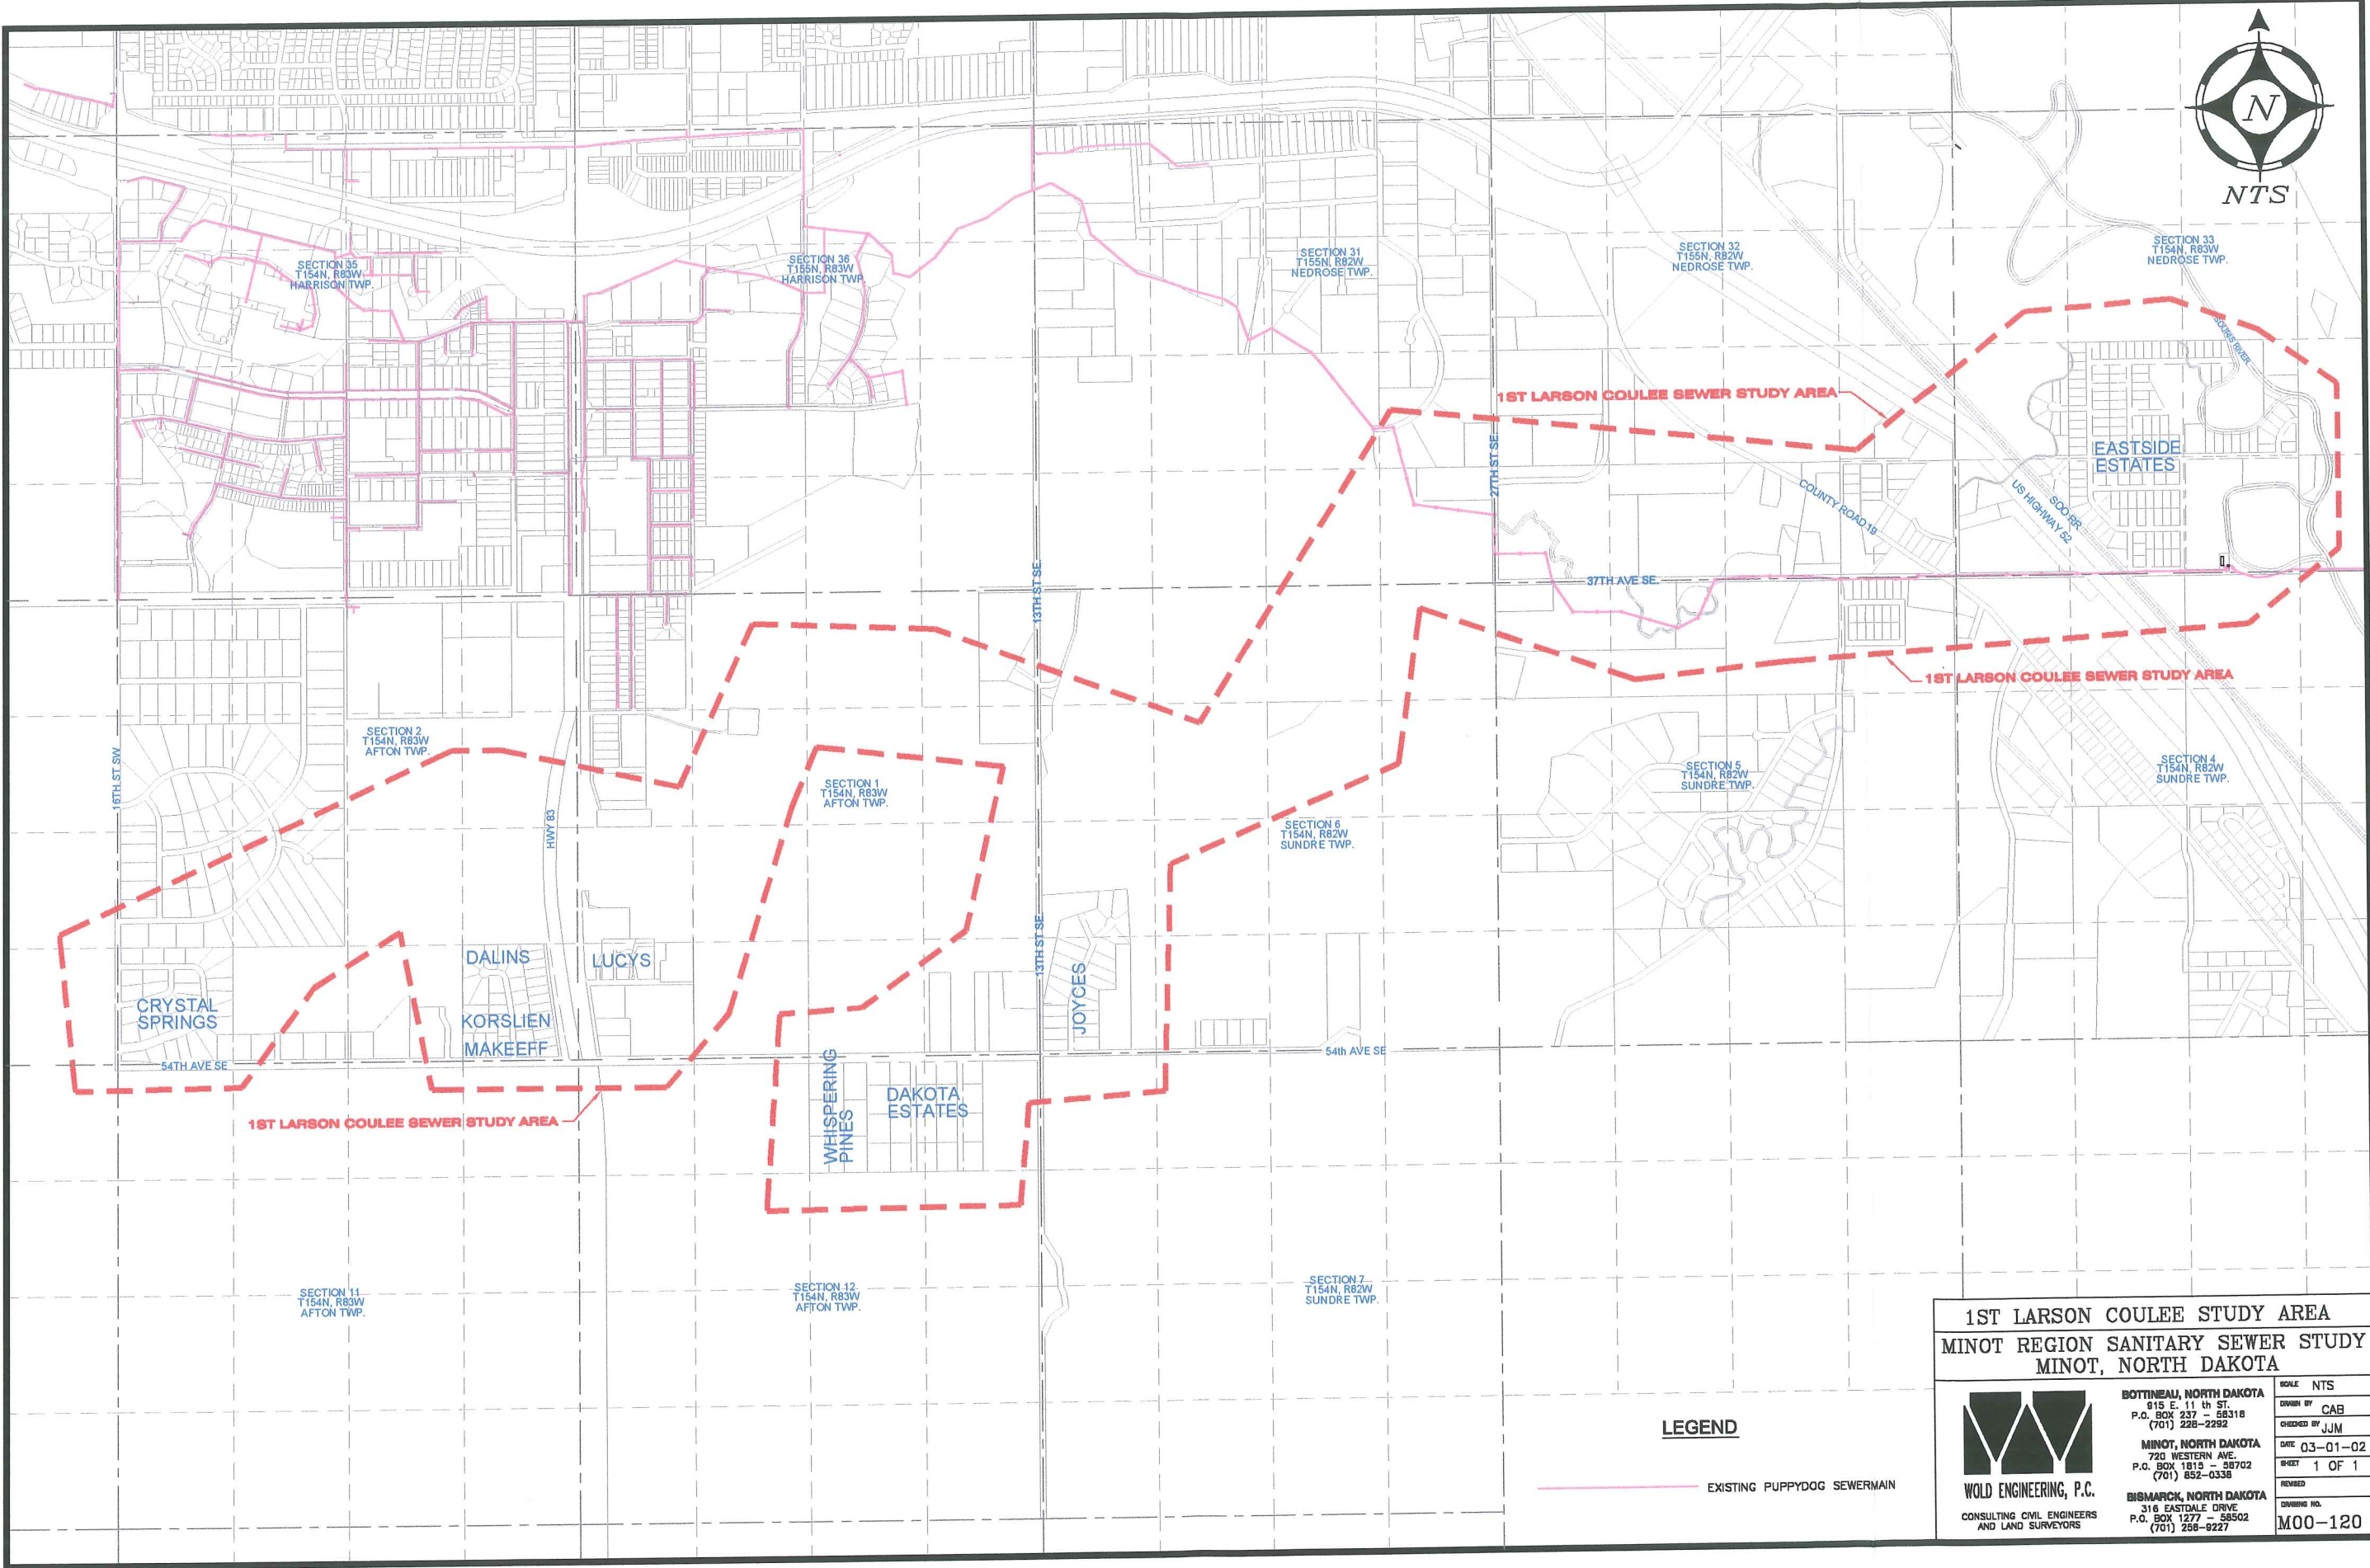 N
NTS
SECTION 35
T154N, R83W
HARRISON TWP.
SECTION 36
T155N, R83W
HARRISON TWP.
SECTION 31
T155N, R82W
NEDROSE TWP.
SECTION 32
T155N, R82W
NEDROSE TWP.
SECTION 33
T154N, R83W
NEDROSE TWP.
SOURIS RIVER
1ST LARSON COULEE SEWER STUDY AREA
27TH ST SE.
EASTSIDE
ESTATES
COUNTY ROAD 19
US HIGHWAY 52
SOO RR
13TH ST SE.
37TH AVE SE.
1ST LARSON COULEE SEWER STUDY AREA
16TH ST SW
SECTION 2
T154N, R83W
AFTON TWP.
HWY 83
SECTION 1
T154N, R83W
AFTON TWP.
SECTION 6
T154N, R82W
SUNDRE TWP.
SECTION 5
T154N, R82W
SUNDRE TWP.
SECTION 4
T154N, R82W
SUNDRE TWP.
CRYSTAL
SPRINGS
DALINS
LUCYS
KORSLIEN
MAKEEFF
13TH ST SE.
JOYCES
54TH AVE SE
54th AVE SE
1ST LARSON COULEE SEWER STUDY AREA
WHISPERING
PINES
DAKOTA
ESTATES
SECTION 11
T154N, R83W
AFTON TWP.
SECTION 12
T154N, R83W
AFTON TWP.
SECTION 7
T154N, R82W
SUNDRE TWP.
LEGEND
EXISTING PUPPYDOG SEWERMAIN
1ST LARSON COULEE STUDY AREA
MINOT REGION SANITARY SEWER STUDY
MINOT, NORTH DAKOTA
WOLD ENGINEERING, P.C.
CONSULTING CIVIL ENGINEERS
AND LAND SURVEYORS
BOTTINEAU, NORTH DAKOTA
915 E. 11 th ST.
P.O. BOX 237 - 58318
(701) 228-2292
MINOT, NORTH DAKOTA
720 WESTERN AVE.
P.O. BOX 1815 - 58702
(701) 852-0338
BISMARCK, NORTH DAKOTA
316 EASTDALE DRIVE
P.O. BOX 1277 - 58502
(701) 258-9227
SCALE NTS
DRAWN BY CAB
CHECKED BY JJM
DATE 03-01-02
SHEET 1 OF 1
REVISED
DRAWING NO.
M00-120